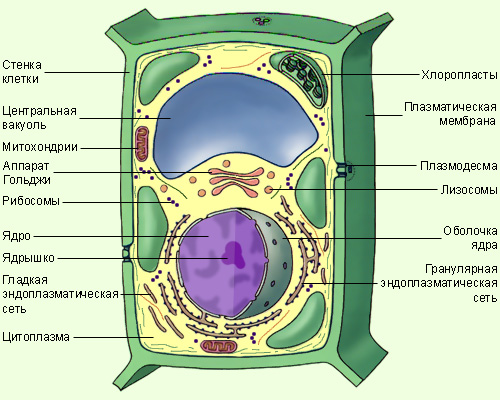 Стенка
клетки
Центральная
вакуоль
Митохондрии
Аппарат
Гольджи
Рибосомы
Ядро
Ядрышко
Гладкая
эндоплазматическая
сеть
Цитоплазма
Хлоропласты
Плазматическая
мембрана
Плазмодесма
Лизосомы
Оболочка
ядра
Гранулярная
эндоплазматическая
сеть